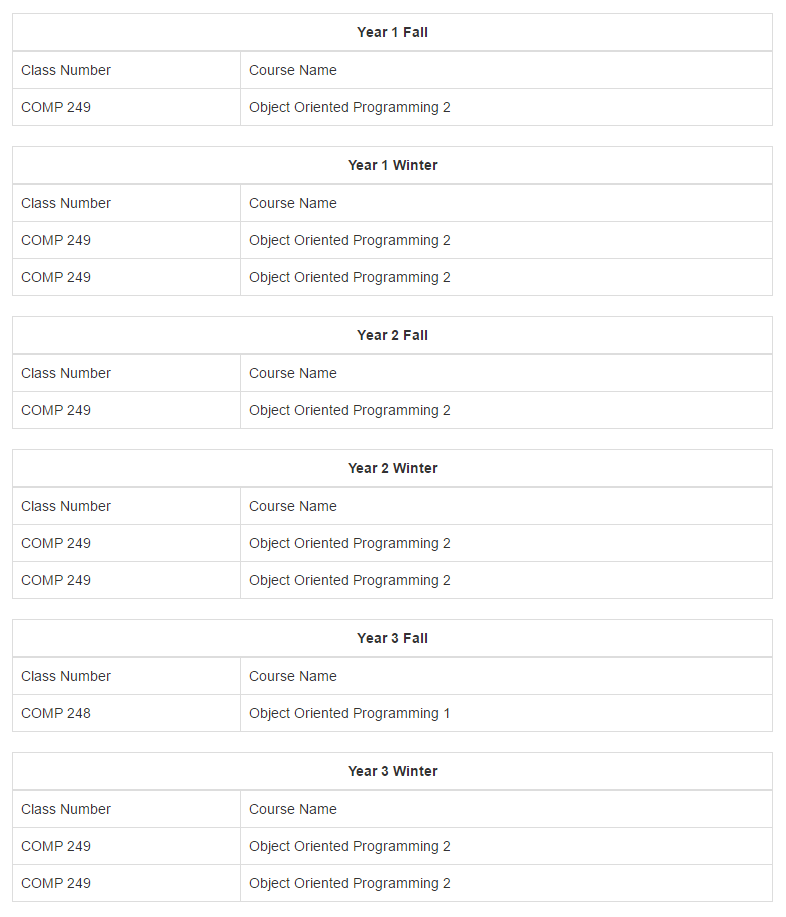 Year 1 Fall
Class Number Course Name
COMP 249 Object Oriented Programming 2
Year 1 Winter
Class Number Course Name
COMP 249 Object Oriented Programming 2
COMP 249 Object Oriented Programming 2
Year 2 Fall
Class Number Course Name
COMP 249 Object Oriented Programming 2
Year 2 Winter
Class Number Course Name
COMP 249 Object Oriented Programming 2
COMP 249 Object Oriented Programming 2
Year 3 Fall
Class Number Course Name
COMP 248 Object Oriented Programming 1
Year 3 Winter
Class Number Course Name
COMP 249 Object Oriented Programming 2
COMP 249 Object Oriented Programming 2